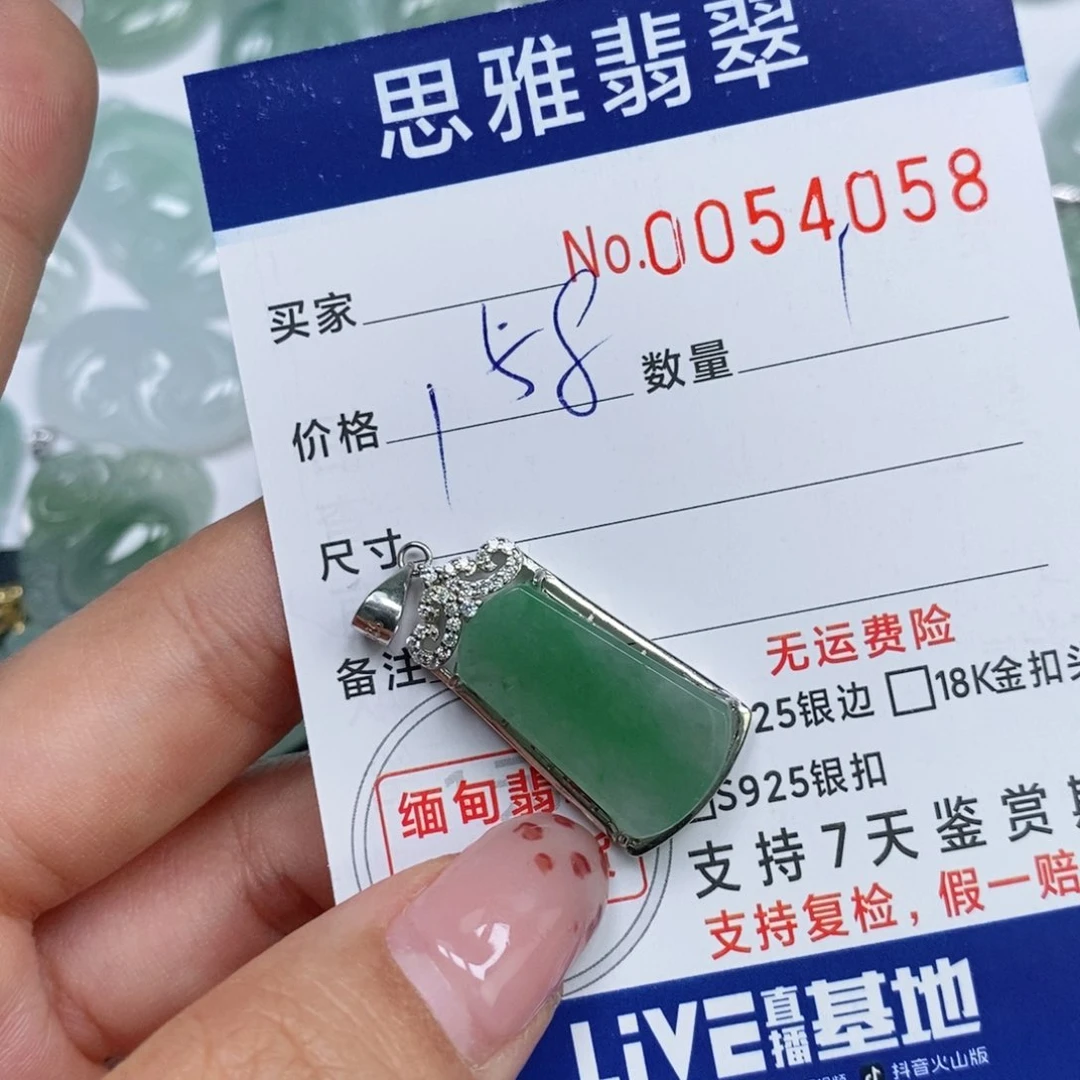 思雅翡翠
No.0054058
买家
价格 158 数量 1
尺寸
备注
无运费险
25银边 □18K金扣头
S925银扣
缅甸翡
支持7天鉴赏
支持复检，假一赔
LiVE直播基地
抖音火山版